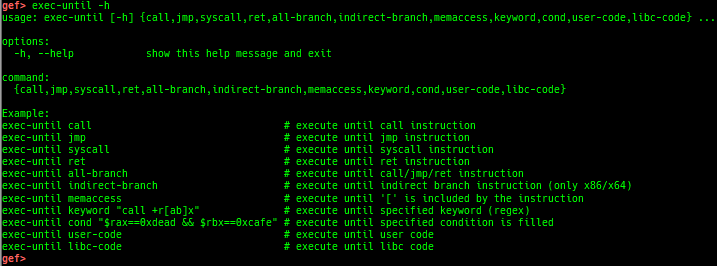 gef> exec-until -h
usage: exec-until [-h] {call,jmp,syscall,ret,all-branch,indirect-branch,memaccess,keyword,cond,user-code,libc-code} ...

options:
  -h, --help            show this help message and exit

command:
  {call,jmp,syscall,ret,all-branch,indirect-branch,memaccess,keyword,cond,user-code,libc-code}

Example:
exec-until call                                # execute until call instruction
exec-until jmp                                 # execute until jmp instruction
exec-until syscall                             # execute until syscall instruction
exec-until ret                                 # execute until ret instruction
exec-until all-branch                          # execute until call/jmp/ret instruction
exec-until indirect-branch                     # execute until indirect branch instruction (only x86/x64)
exec-until memaccess                           # execute until '[' is included by the instruction
exec-until keyword "call +r[ab]x"              # execute until specified keyword (regex)
exec-until cond "$rax==0xdead && $rbx==0xcafe" # execute until specified condition is filled
exec-until user-code                           # execute until user code
exec-until libc-code                           # execute until libc code
gef>